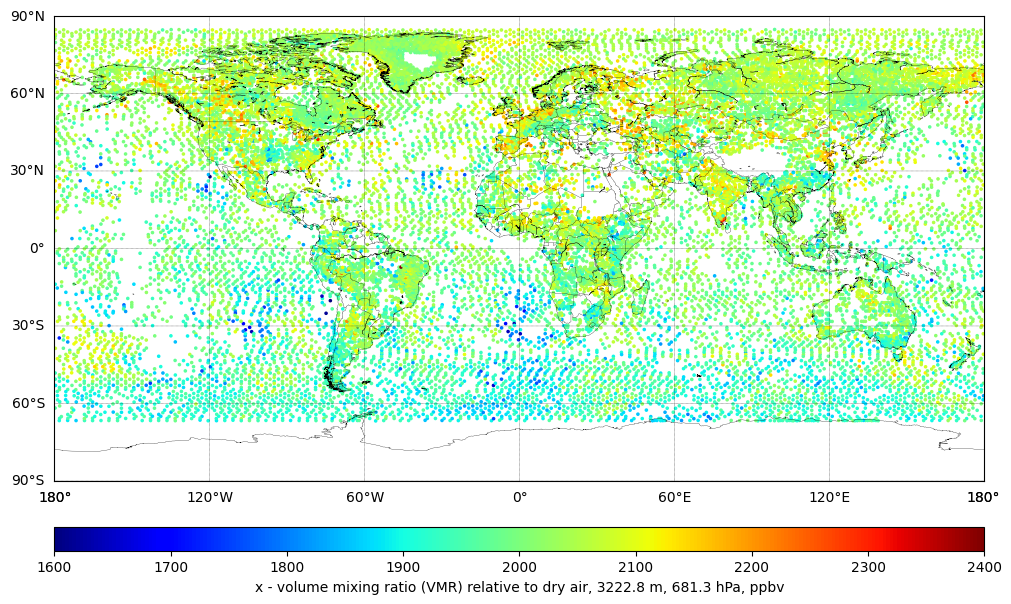 90°N
60°N
30°N
0°
30°S
60°S
90°S
180° 120°W 60°W 0° 60°E 120°E 180°
1600 1700 1800 1900 2000 2100 2200 2300 2400
x - volume mixing ratio (VMR) relative to dry air, 3222.8 m, 681.3 hPa, ppbv